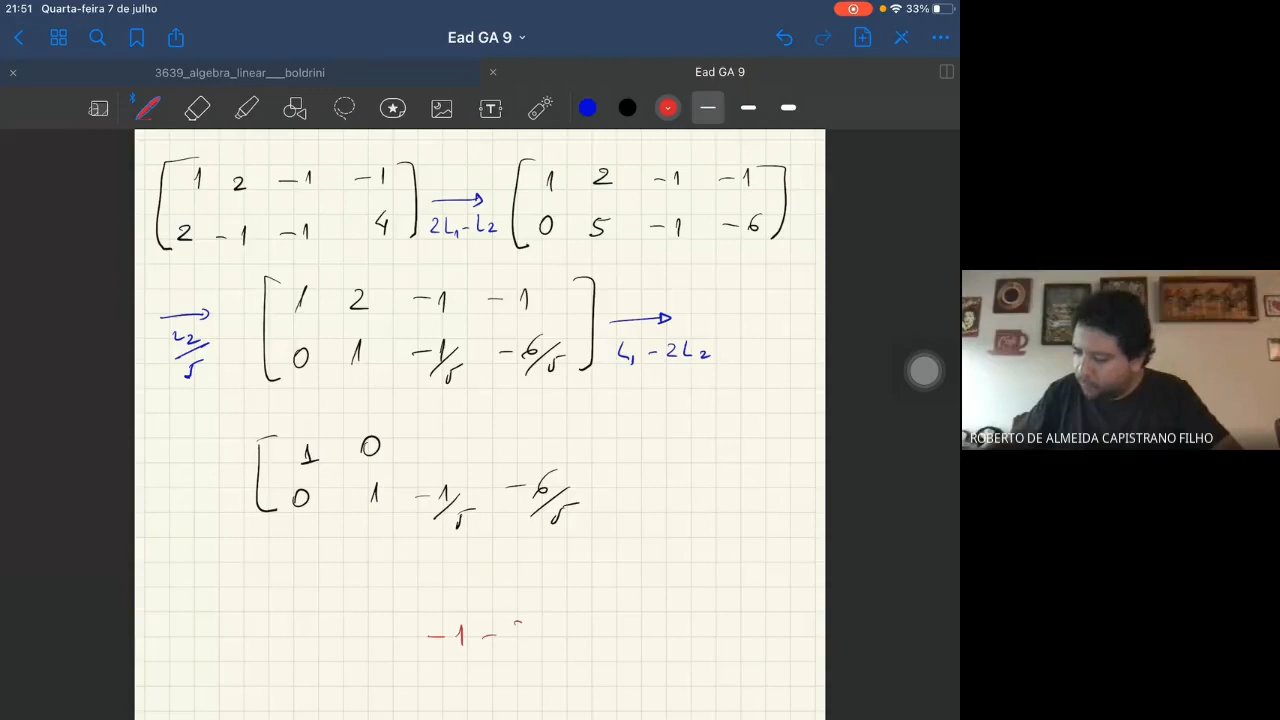 21:51 Quarta-feira 7 de julho 33%
Ead GA 9
3639_algebra_linear___boldrini Ead GA 9
1 2 -1 -1 1 2 -1 -1
2 -1 -1 4 2L₁-L₂ 0 5 -1 -6
1 2 -1 -1
L₂/5 0 1 -1/5 -6/5 L₁ - 2L₂
1 0
0 1 -1/5 -6/5
-1 -
ROBERTO DE ALMEIDA CAPISTRANO FILHO